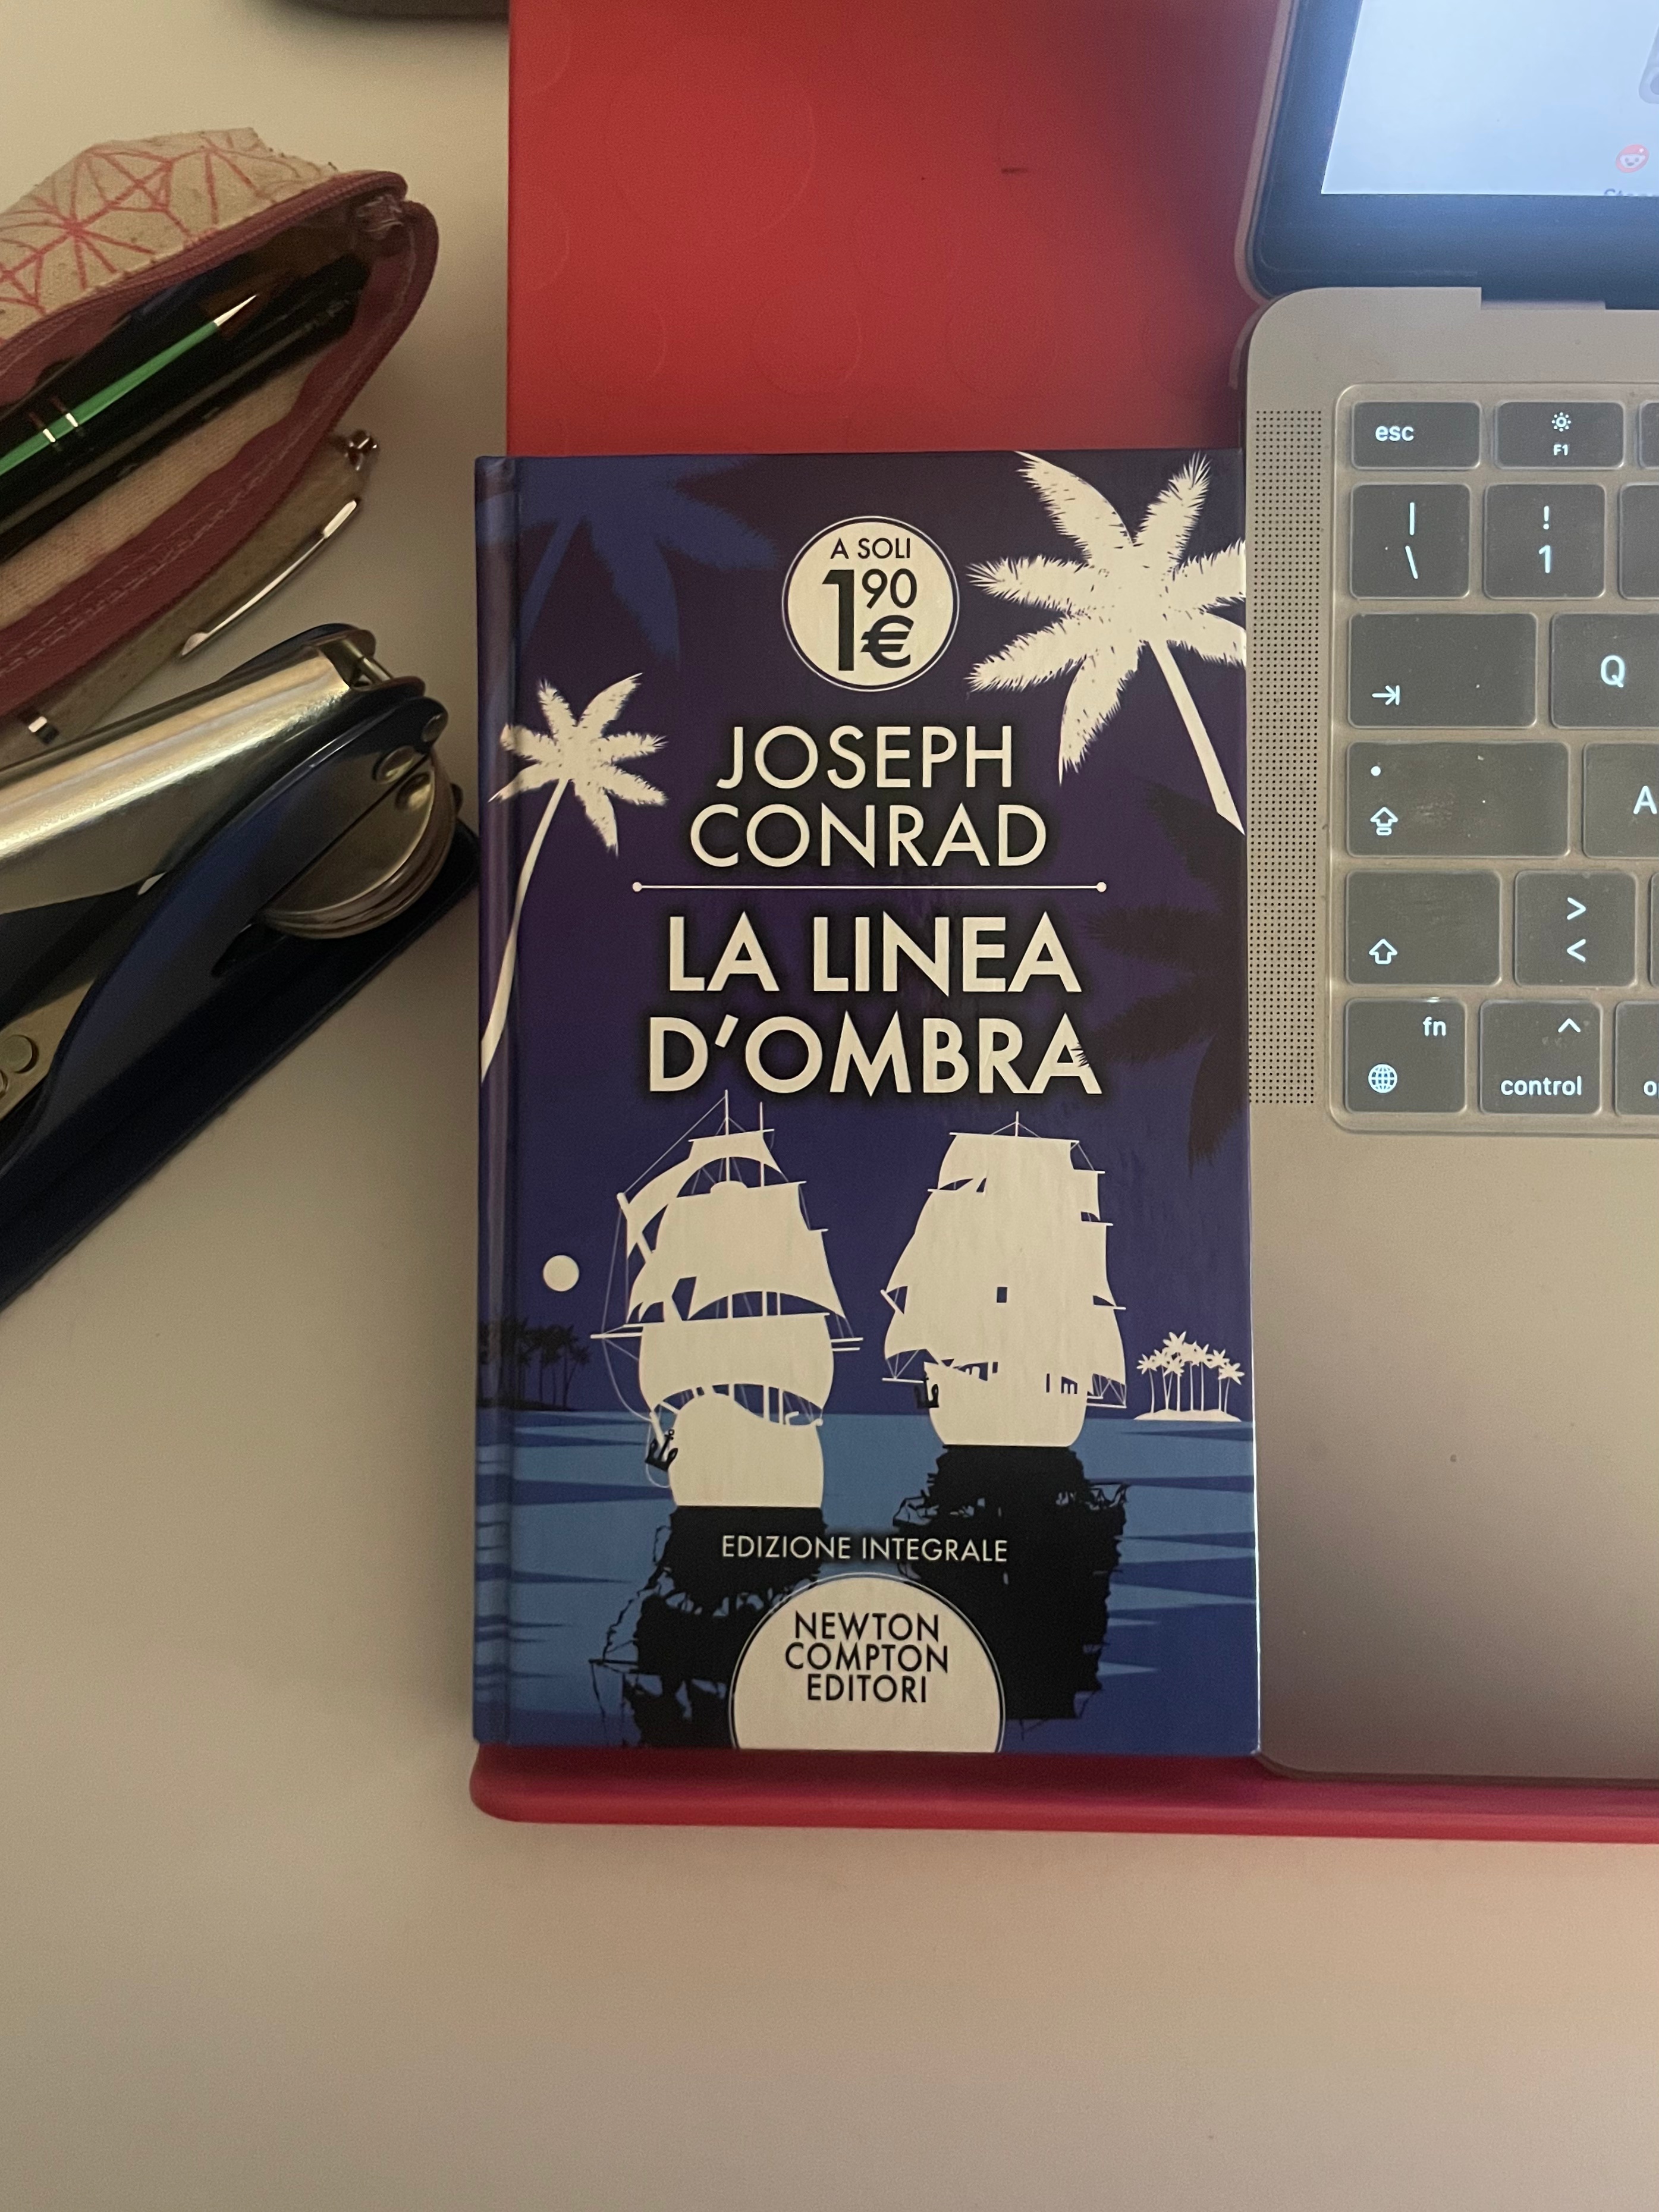 A SOLI
1,90
€
JOSEPH
CONRAD
LA LINEA
D'OMBRA
EDIZIONE INTEGRALE
NEWTON
COMPTON
EDITORI
esc
F1
|
\
!
1
Q
A
>
<
fn
control